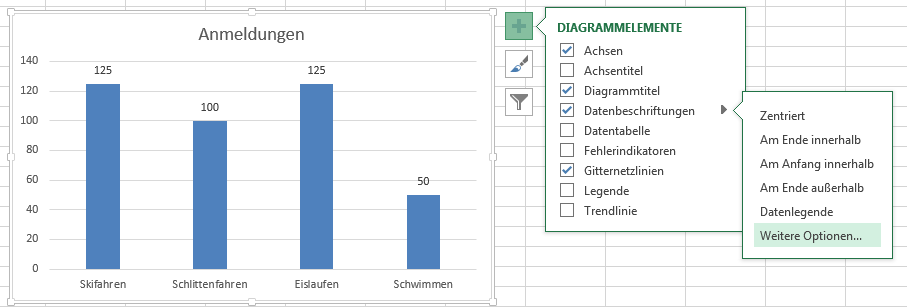 Anmeldungen
140
120
100
80
60
40
20
0
125
100
125
50
Skifahren
Schlittenfahren
Eislaufen
Schwimmen
DIAGRAMMELEMENTE
Achsen
Achsentitel
Diagrammtitel
Datenbeschriftungen
Datentabelle
Fehlerindikatoren
Gitternetzlinien
Legende
Trendlinie
Zentriert
Am Ende innerhalb
Am Anfang innerhalb
Am Ende außerhalb
Datenlegende
Weitere Optionen...